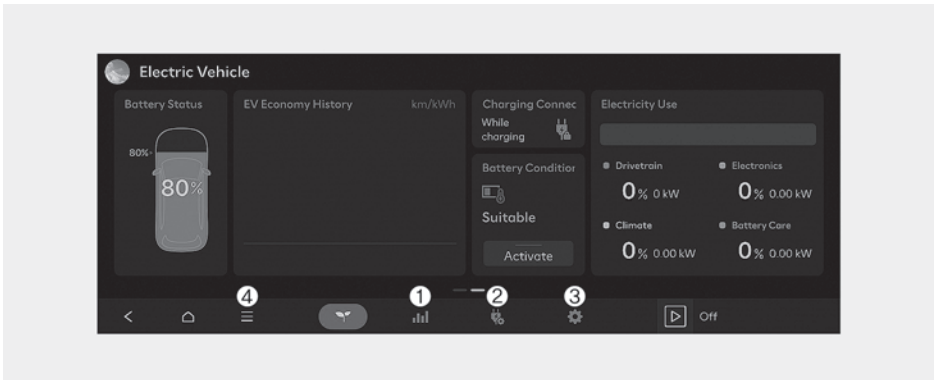 Electric Vehicle
Battery Status
80%
80%
EV Economy History km/kWh
Charging Connec
While
charging
Battery Condition
Suitable
Activate
Electricity Use
Drivetrain
0% 0 kW
Electronics
0% 0.00 kW
Climate
0% 0.00 kW
Battery Care
0% 0.00 kW
4
1
2
3
Off